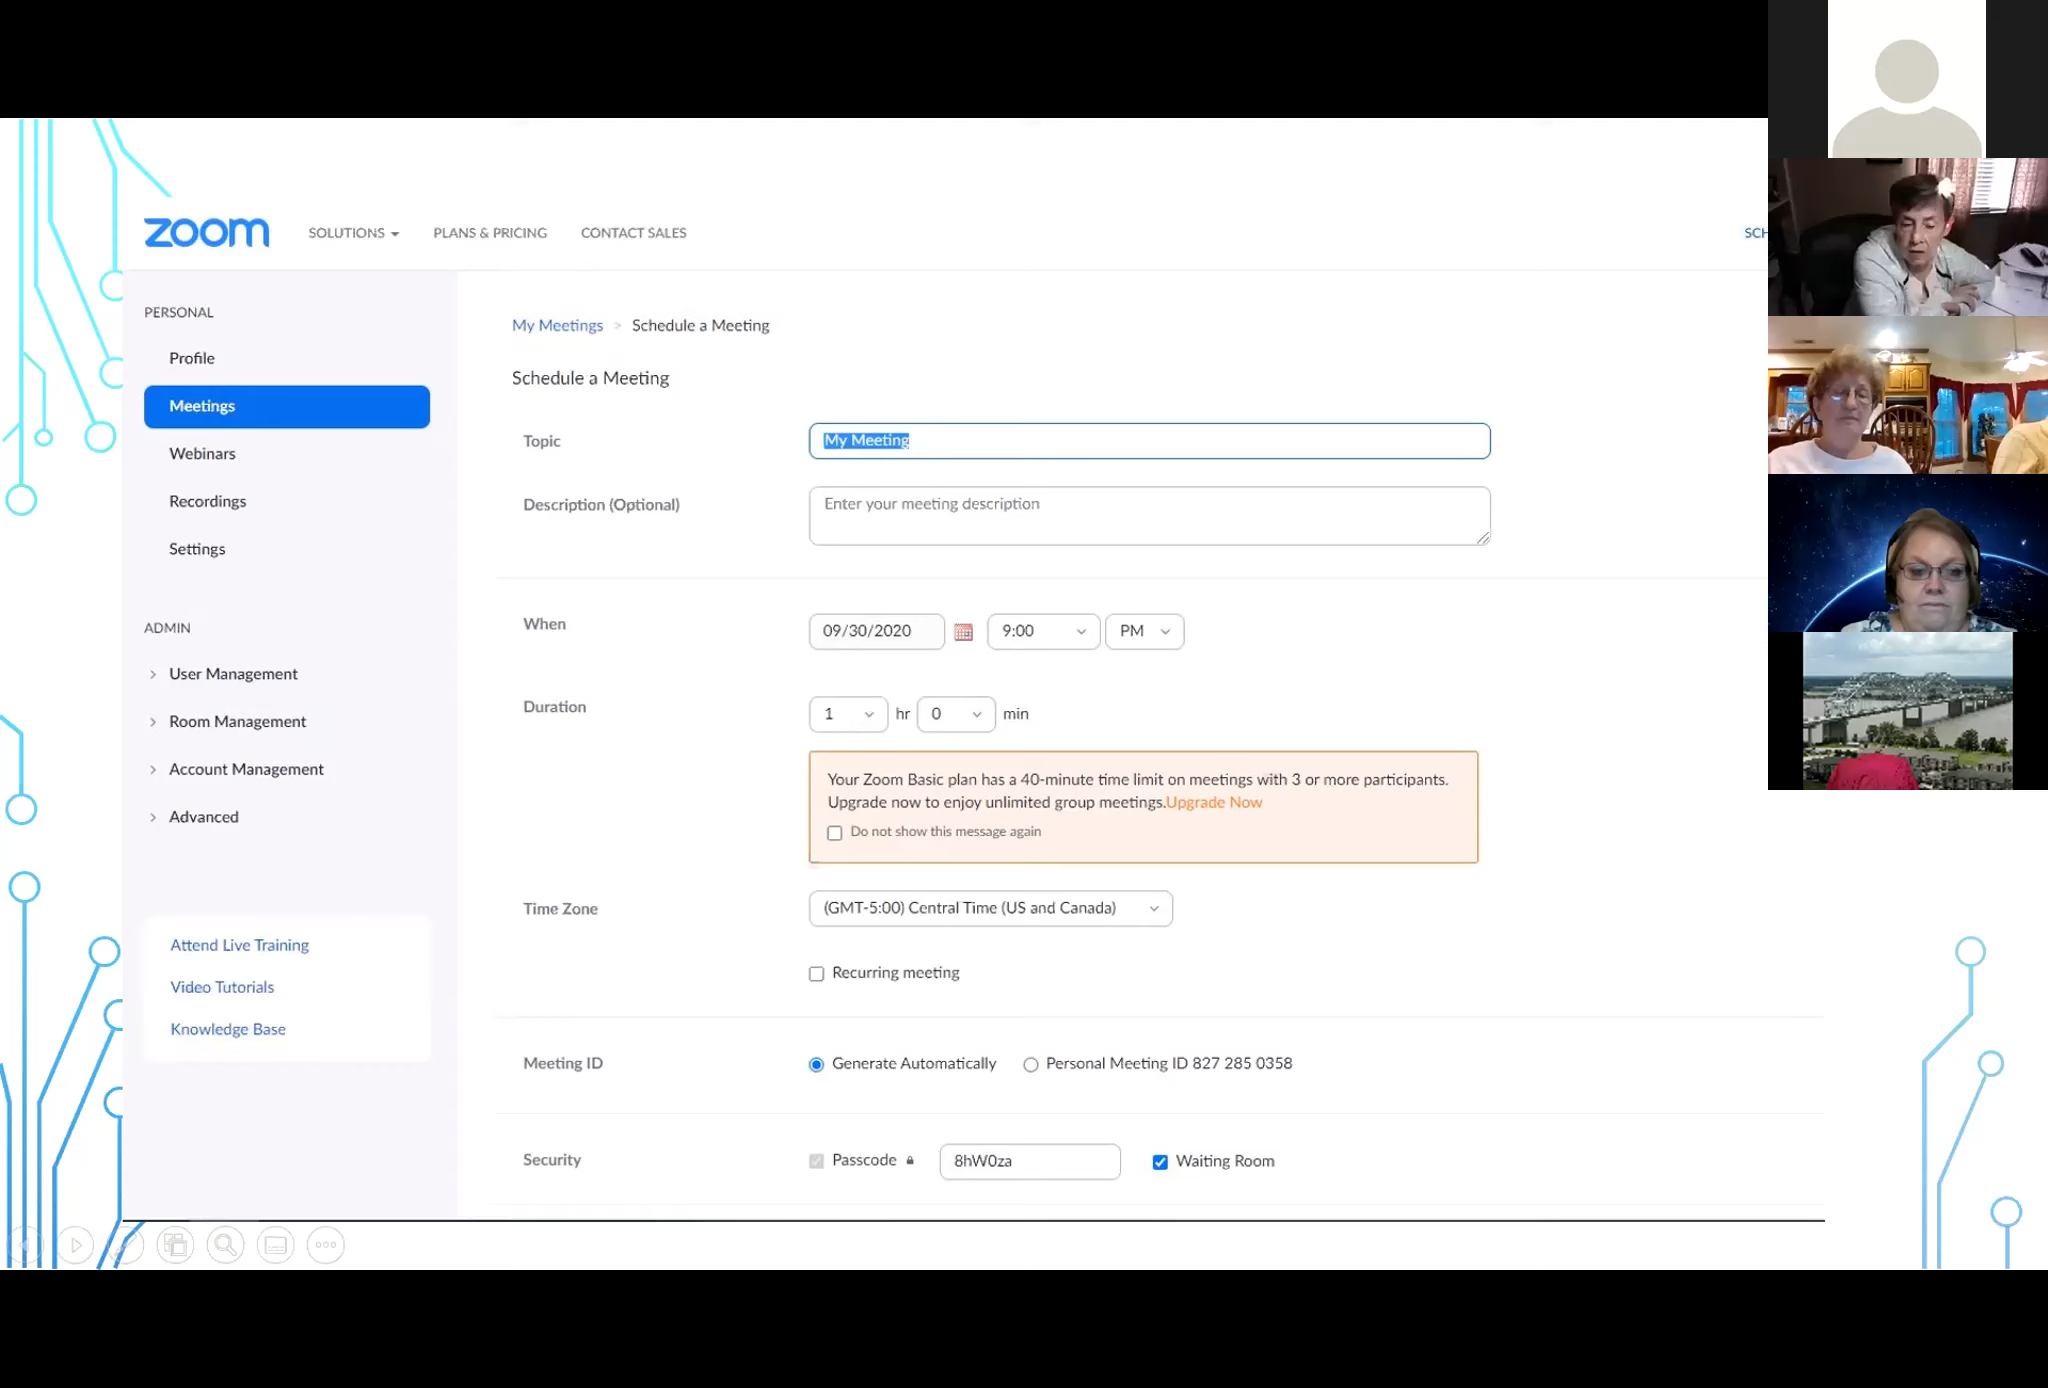 zoom
SOLUTIONS
PLANS & PRICING
CONTACT SALES
SCH
PERSONAL
Profile
Meetings
Webinars
Recordings
Settings
ADMIN
User Management
Room Management
Account Management
Advanced
Attend Live Training
Video Tutorials
Knowledge Base
My Meetings > Schedule a Meeting
Schedule a Meeting
Topic
My Meeting
Description (Optional)
Enter your meeting description
When
09/30/2020 9:00 PM
Duration
1 hr 0 min
Your Zoom Basic plan has a 40-minute time limit on meetings with 3 or more participants.
Upgrade now to enjoy unlimited group meetings.Upgrade Now
Do not show this message again
Time Zone
(GMT-5:00) Central Time (US and Canada)
Recurring meeting
Meeting ID
Generate Automatically
Personal Meeting ID 827 285 0358
Security
Passcode
8hW0za
Waiting Room